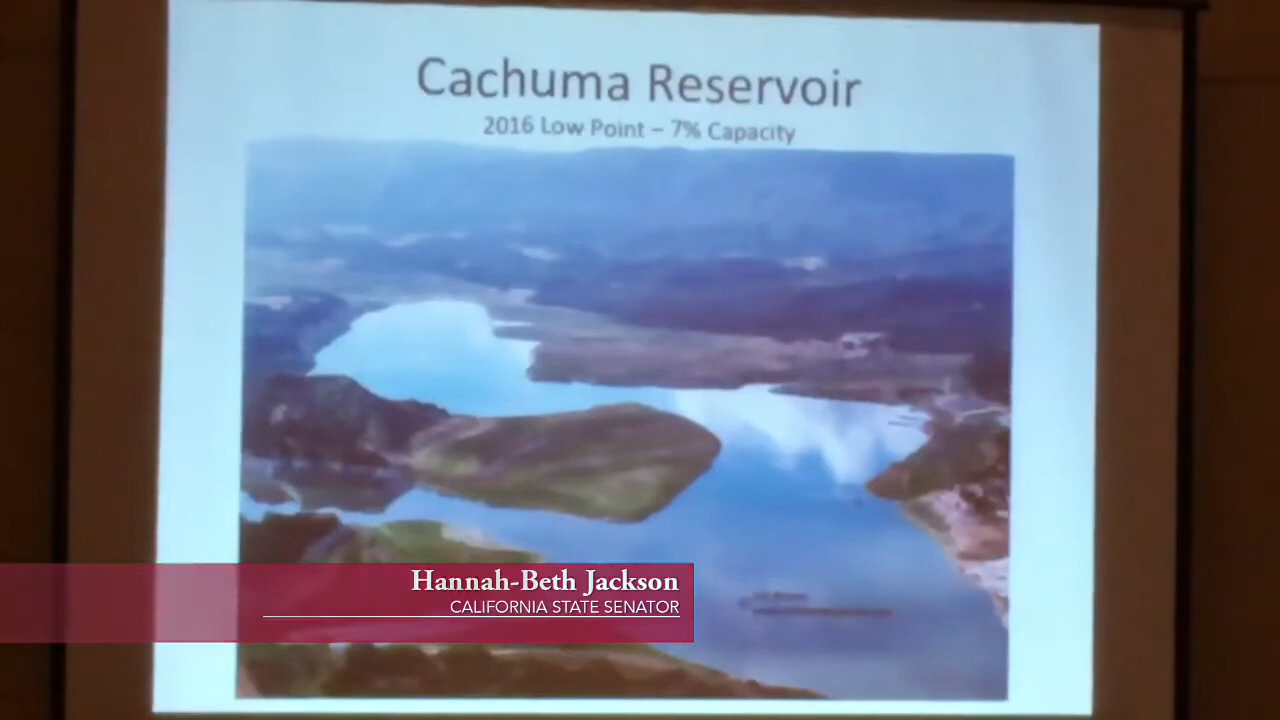 Cachuma Reservoir
2016 Low Point – 7% Capacity
Hannah-Beth Jackson
CALIFORNIA STATE SENATOR